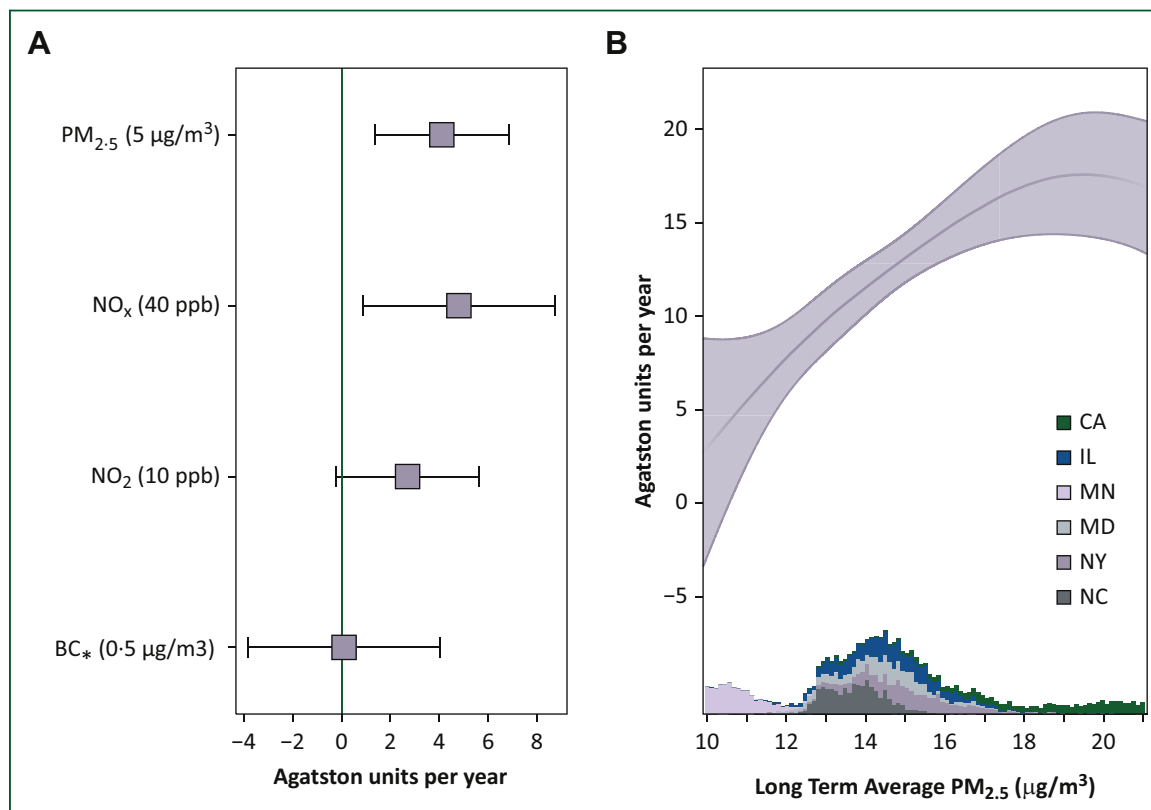 A
PM2·5 (5 µg/m³)
NOx (40 ppb)
NO2 (10 ppb)
BC* (0·5 µg/m3)
−4 −2 0 2 4 6 8
Agatston units per year
B
Agatston units per year
20
15
10
5
0
−5
CA
IL
MN
MD
NY
NC
10 12 14 16 18 20
Long Term Average PM2.5 (µg/m³)